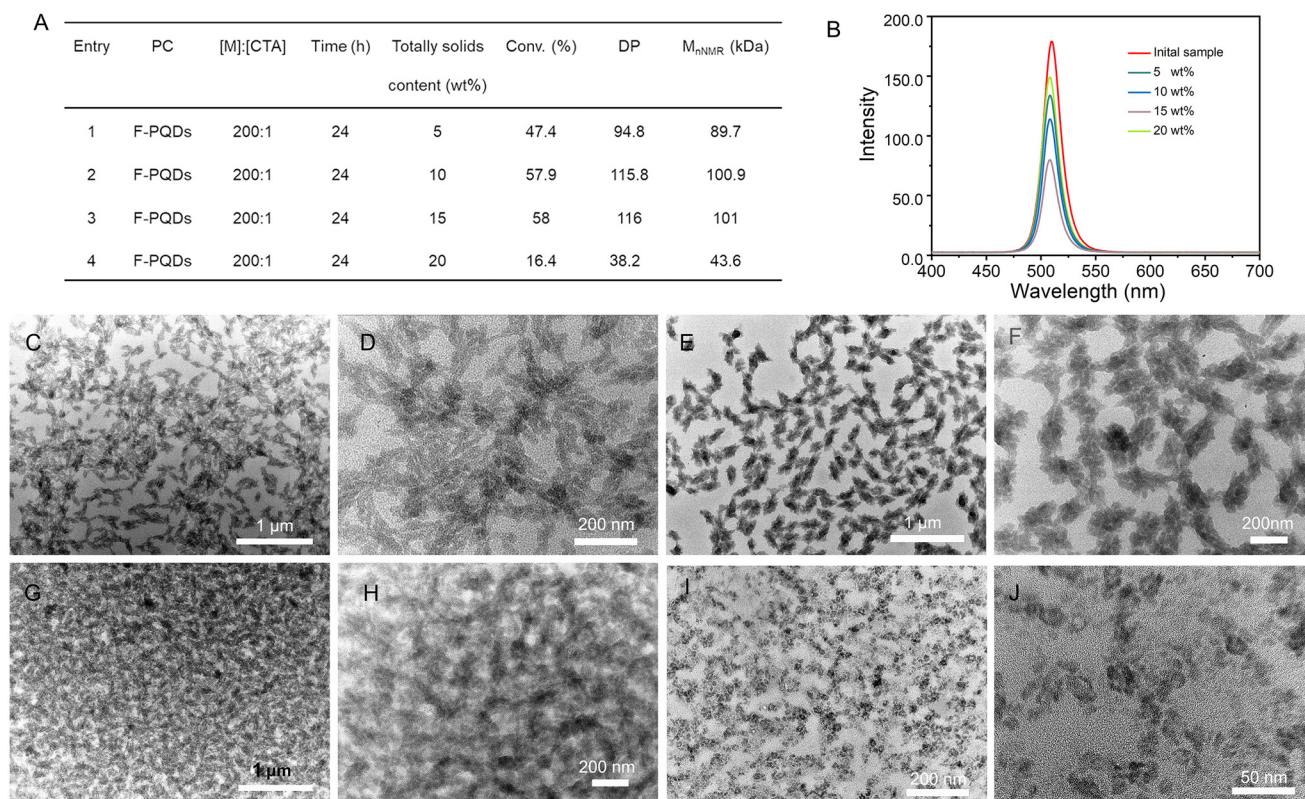 A
Entry PC [M]:[CTA] Time (h) Totally solids content (wt%) Conv. (%) DP MnNMR (kDa)
1 F-PQDs 200:1 24 5 47.4 94.8 89.7
2 F-PQDs 200:1 24 10 57.9 115.8 100.9
3 F-PQDs 200:1 24 15 58 116 101
4 F-PQDs 200:1 24 20 16.4 38.2 43.6
B
200.0
150.0
100.0
50.0
0.0
Intensity
Inital sample
5 wt%
10 wt%
15 wt%
20 wt%
400 450 500 550 600 650 700
Wavelength (nm)
C
1 µm
D
200 nm
E
1 µm
F
200nm
G
1 µm
H
200 nm
I
200 nm
J
50 nm